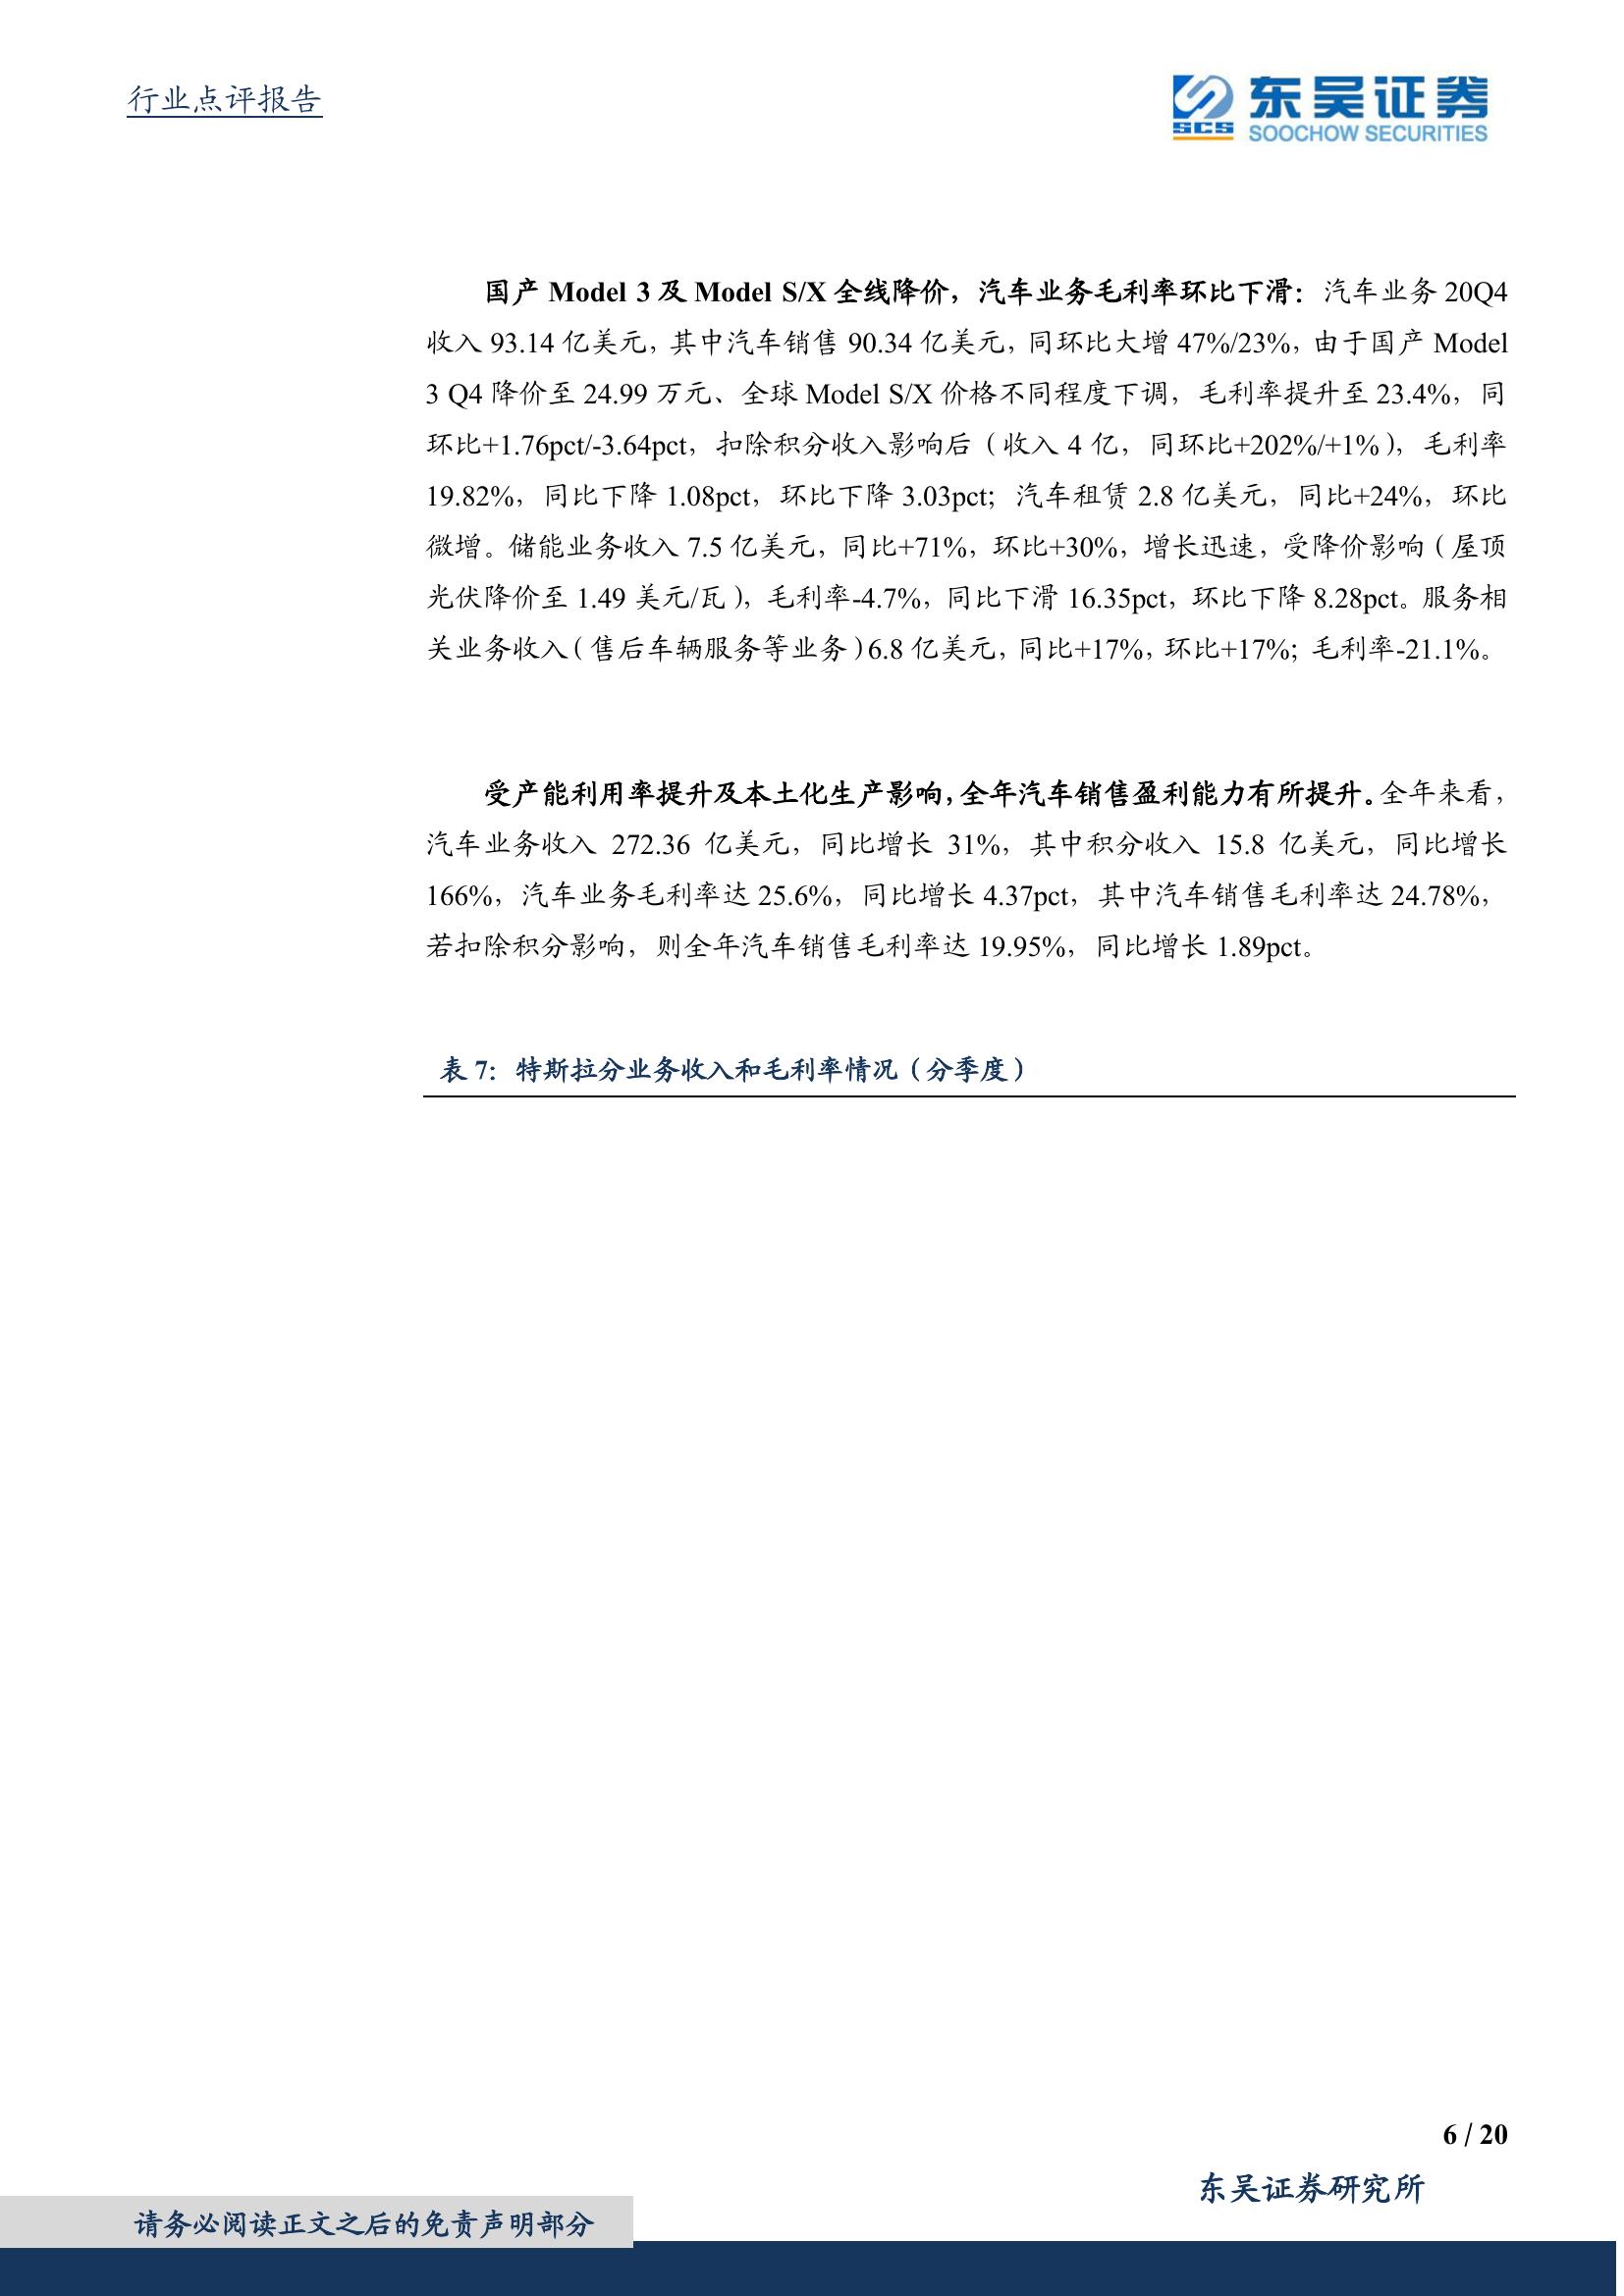 行业点评报告
SCS 东吴证券
SOOCHOW SECURITIES
国产 Model 3 及 Model S/X 全线降价，汽车业务毛利率环比下滑：汽车业务 20Q4
收入 93.14 亿美元，其中汽车销售 90.34 亿美元，同环比大增 47%/23%，由于国产 Model
3 Q4 降价至 24.99 万元、全球 Model S/X 价格不同程度下调，毛利率提升至 23.4%，同
环比+1.76pct/-3.64pct，扣除积分收入影响后（收入 4 亿，同环比+202%/+1%），毛利率
19.82%，同比下降 1.08pct，环比下降 3.03pct；汽车租赁 2.8 亿美元，同比+24%，环比
微增。储能业务收入 7.5 亿美元，同比+71%，环比+30%，增长迅速，受降价影响（屋顶
光伏降价至 1.49 美元/瓦），毛利率-4.7%，同比下滑 16.35pct，环比下降 8.28pct。服务相
关业务收入（售后车辆服务等业务）6.8 亿美元，同比+17%，环比+17%；毛利率-21.1%。
受产能利用率提升及本土化生产影响，全年汽车销售盈利能力有所提升。全年来看，
汽车业务收入 272.36 亿美元，同比增长 31%，其中积分收入 15.8 亿美元，同比增长
166%，汽车业务毛利率达 25.6%，同比增长 4.37pct，其中汽车销售毛利率达 24.78%，
若扣除积分影响，则全年汽车销售毛利率达 19.95%，同比增长 1.89pct。
表 7：特斯拉分业务收入和毛利率情况（分季度）
6 / 20
东吴证券研究所
请务必阅读正文之后的免责声明部分